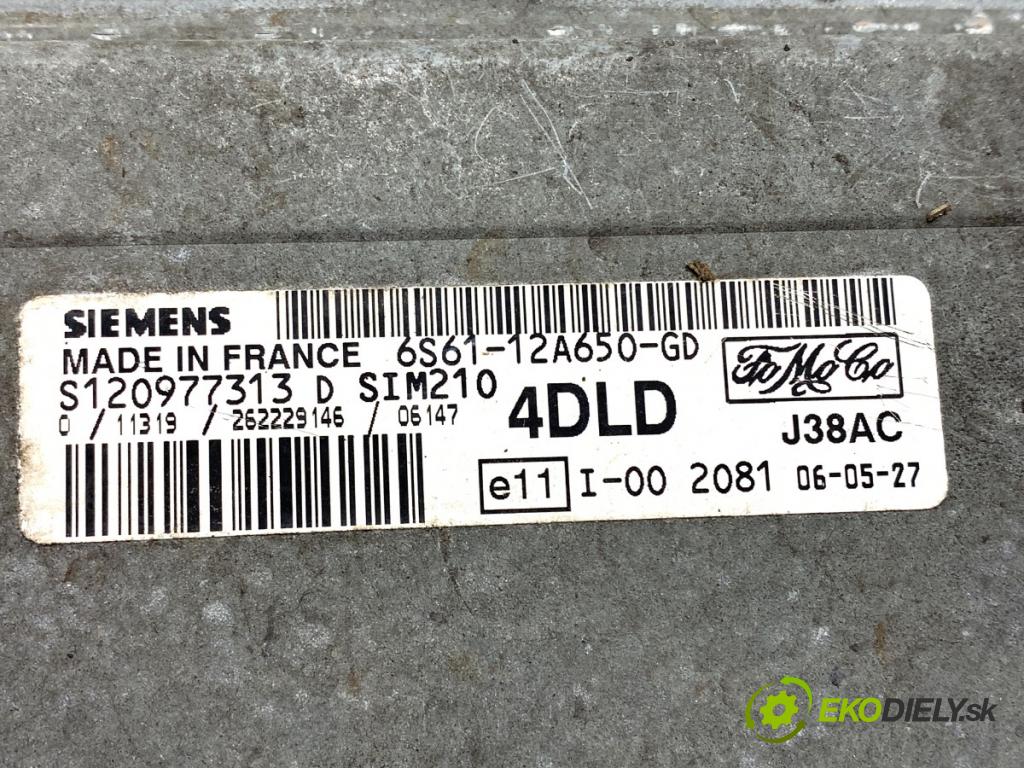 SIEMENS
MADE IN FRANCE 6S61-12A650-GD
S120977313 D SIM210
0 / 11319 / 262229146 / 06147
4DLD
FoMoCo
J38AC
e11 I-00 2081 06-05-27
EKODIELY.sk